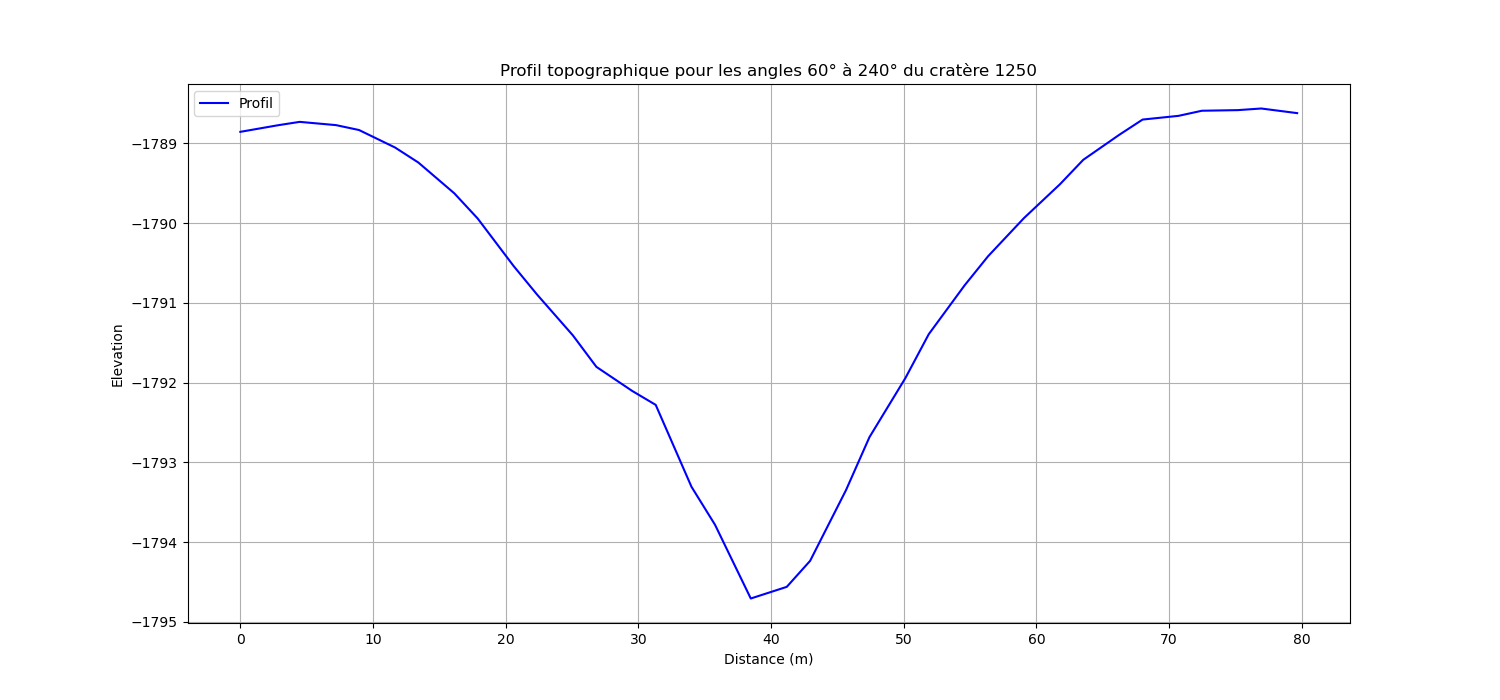 Profil topographique pour les angles 60° à 240° du cratère 1250
Profil
−1789
−1790
−1791
−1792
−1793
−1794
−1795
Elevation
0 10 20 30 40 50 60 70 80
Distance (m)